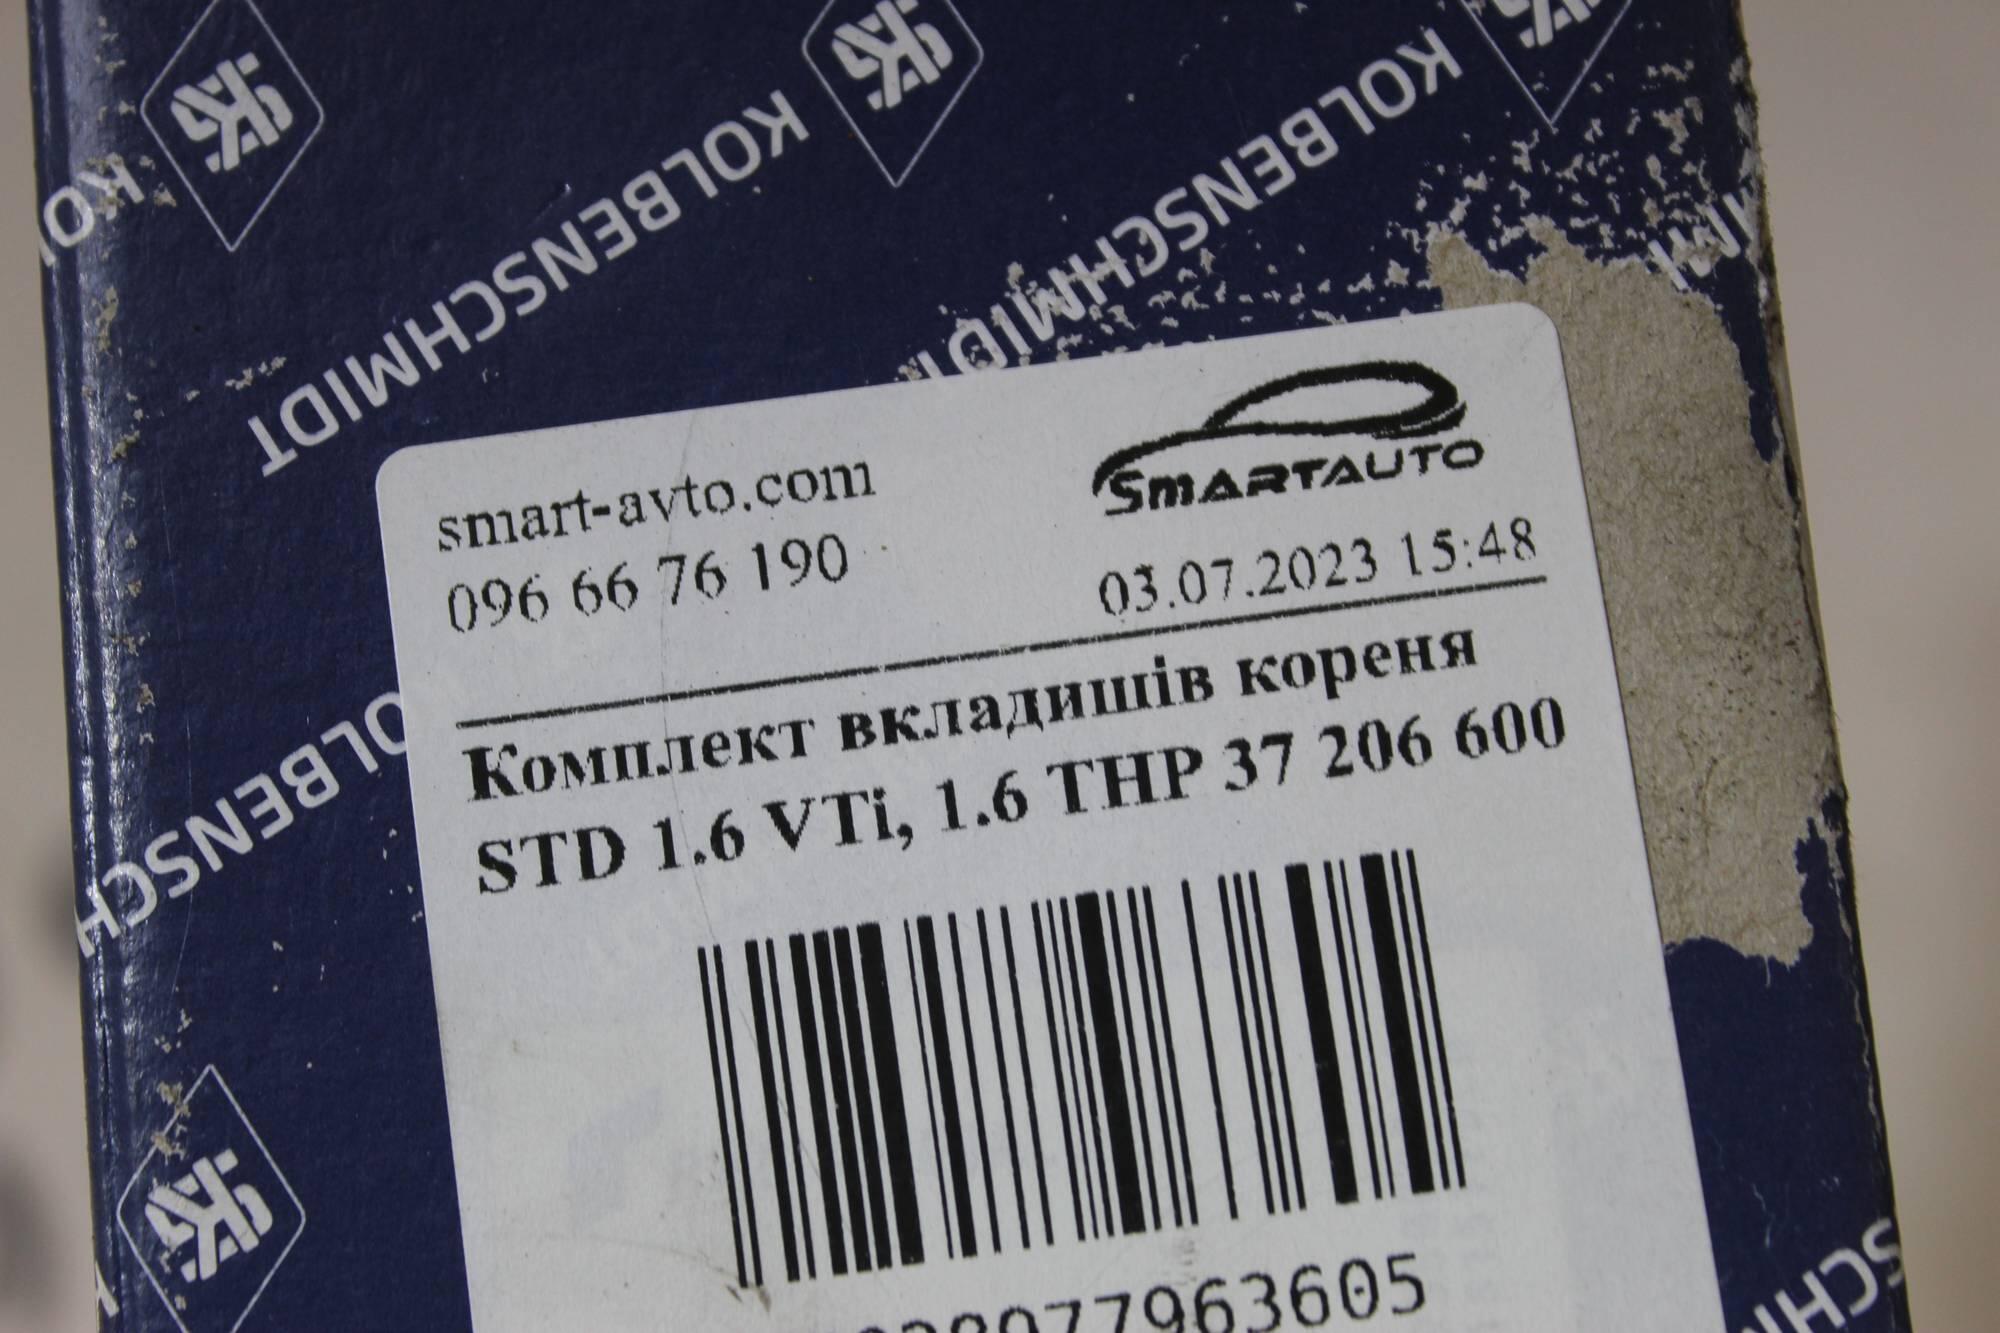 KOLBENSCHMIDT
KOLBENSCHMIDT
smart-avto.com
SMARTAUTO
096 66 76 190
03.07.2023 15:48
Комплект вкладишів кореня
STD 1.6 VTi, 1.6 THP 37 206 600